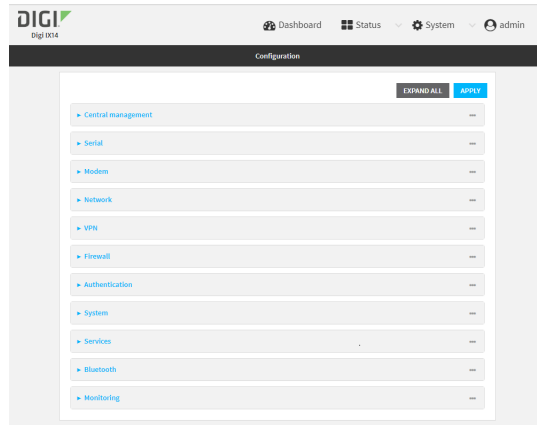 DIGI
Digi IX14
Dashboard Status System admin
Configuration
EXPAND ALL APPLY
Central management
Serial
Modem
Network
VPN
Firewall
Authentication
System
Services
Bluetooth
Monitoring